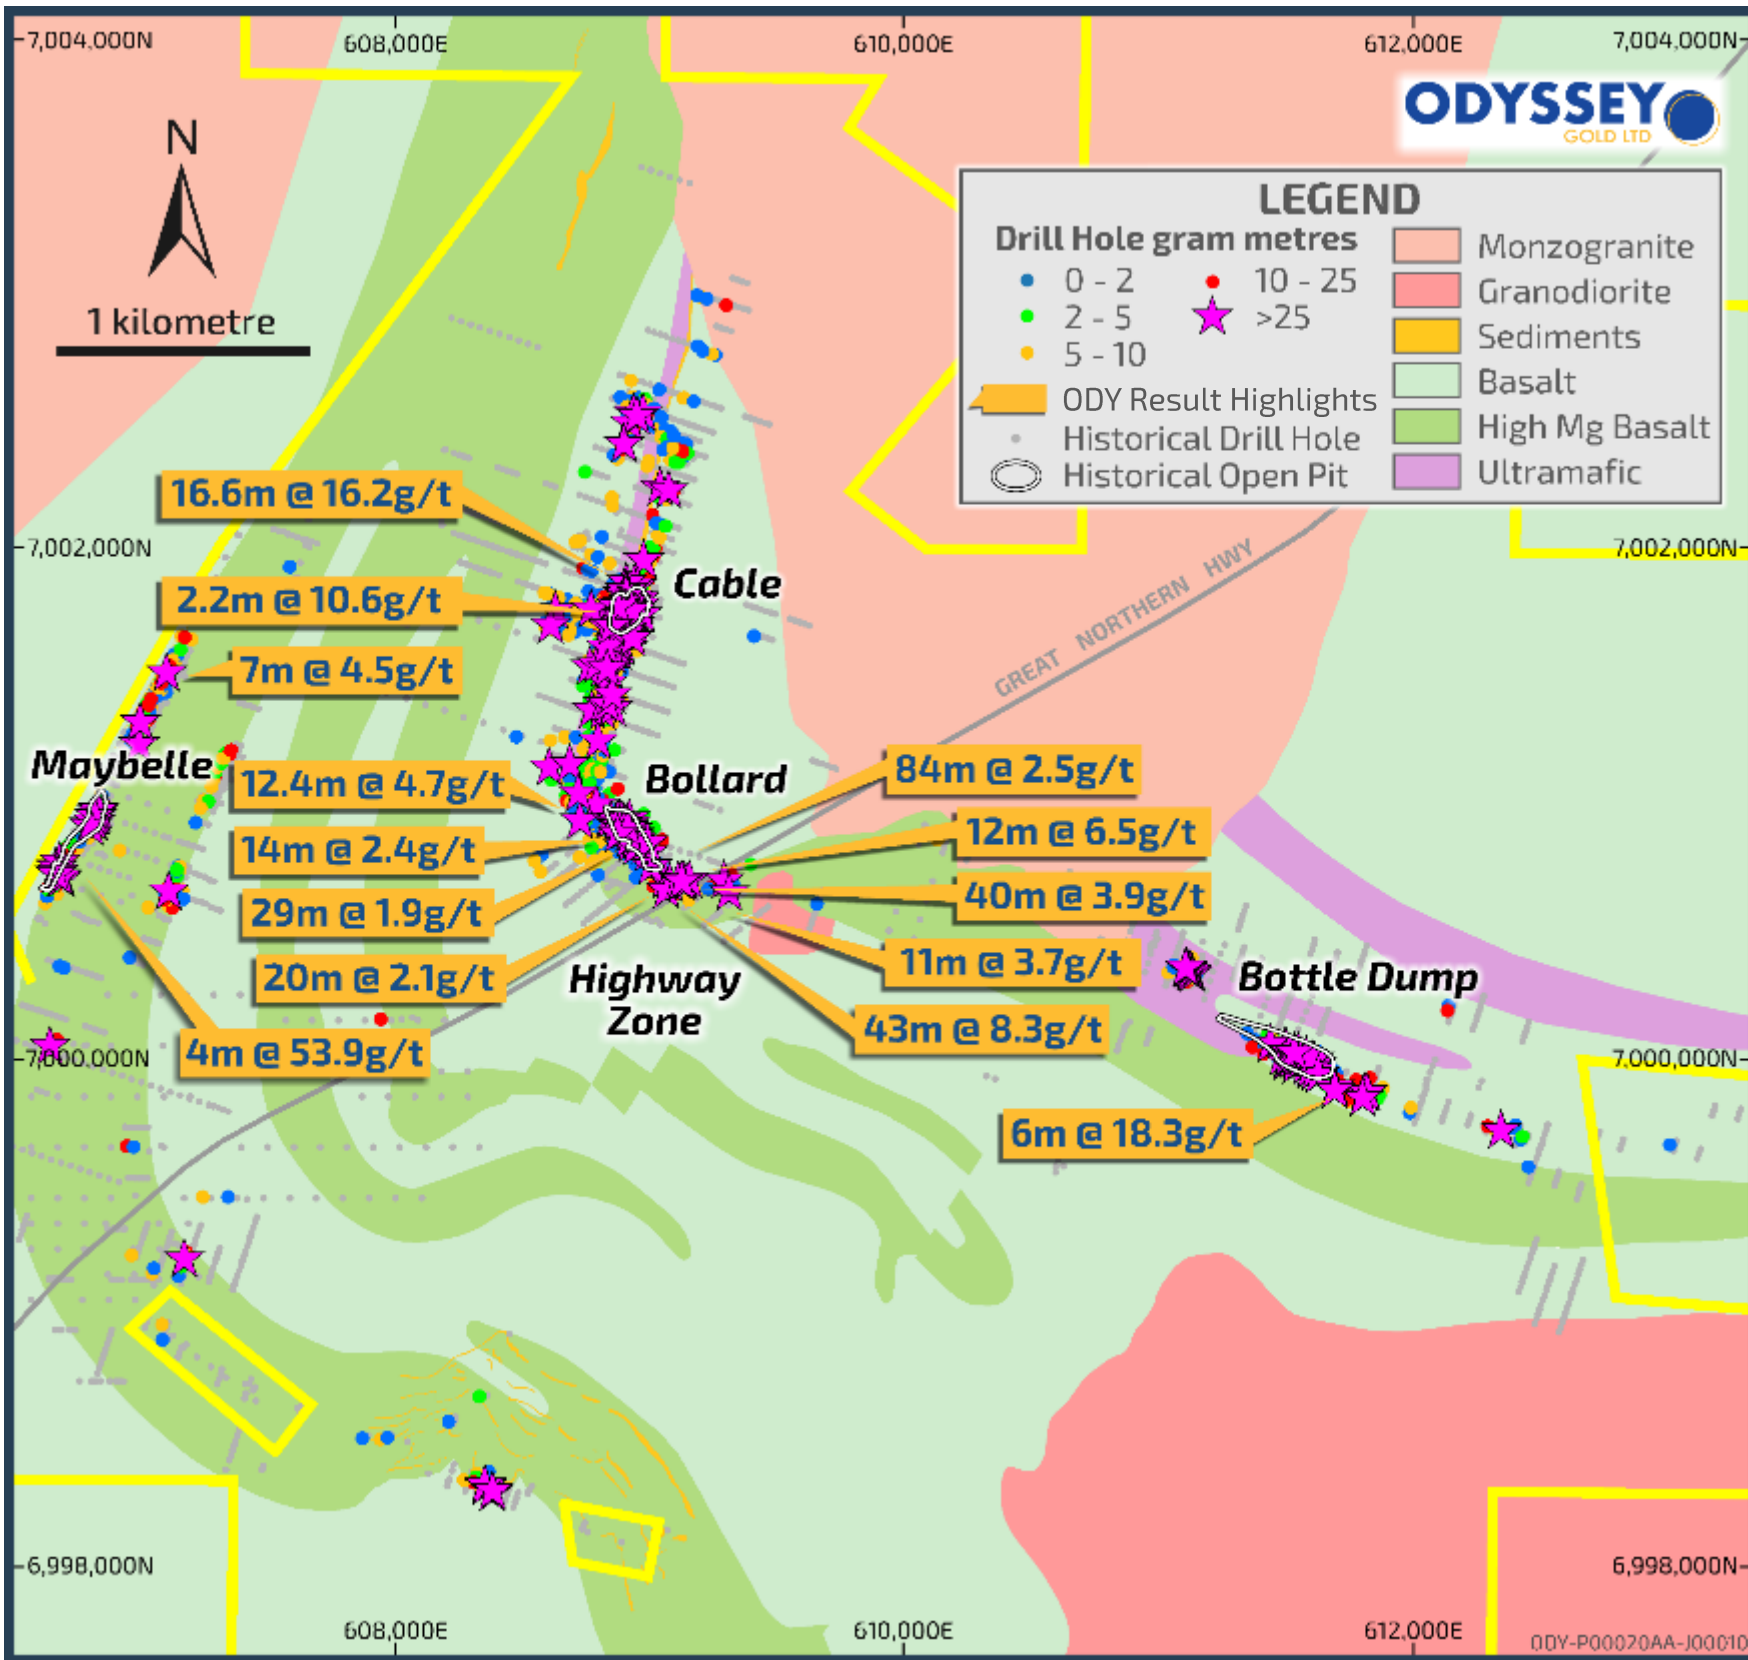 7,004,000N
608,000E
610,000E
612,000E
7,004,000N
ODYSSEY
GOLD LTD
N
1 kilometre
LEGEND
Drill Hole gram metres
0 - 2
2 - 5
5 - 10
10 - 25
>25
ODY Result Highlights
Historical Drill Hole
Historical Open Pit
Monzogranite
Granodiorite
Sediments
Basalt
High Mg Basalt
Ultramafic
16.6m @ 16.2g/t
7,002,000N
7,002,000N
GREAT NORTHERN HWY
Cable
2.2m @ 10.6g/t
7m @ 4.5g/t
Maybelle
12.4m @ 4.7g/t
Bollard
84m @ 2.5g/t
14m @ 2.4g/t
12m @ 6.5g/t
29m @ 1.9g/t
40m @ 3.9g/t
20m @ 2.1g/t
Highway
Zone
11m @ 3.7g/t
Bottle Dump
43m @ 8.3g/t
4m @ 53.9g/t
7,000,000N
7,000,000N
6m @ 18.3g/t
6,998,000N
6,998,000N
608,000E
610,000E
612,000E
ODY-P00020AA-J00010